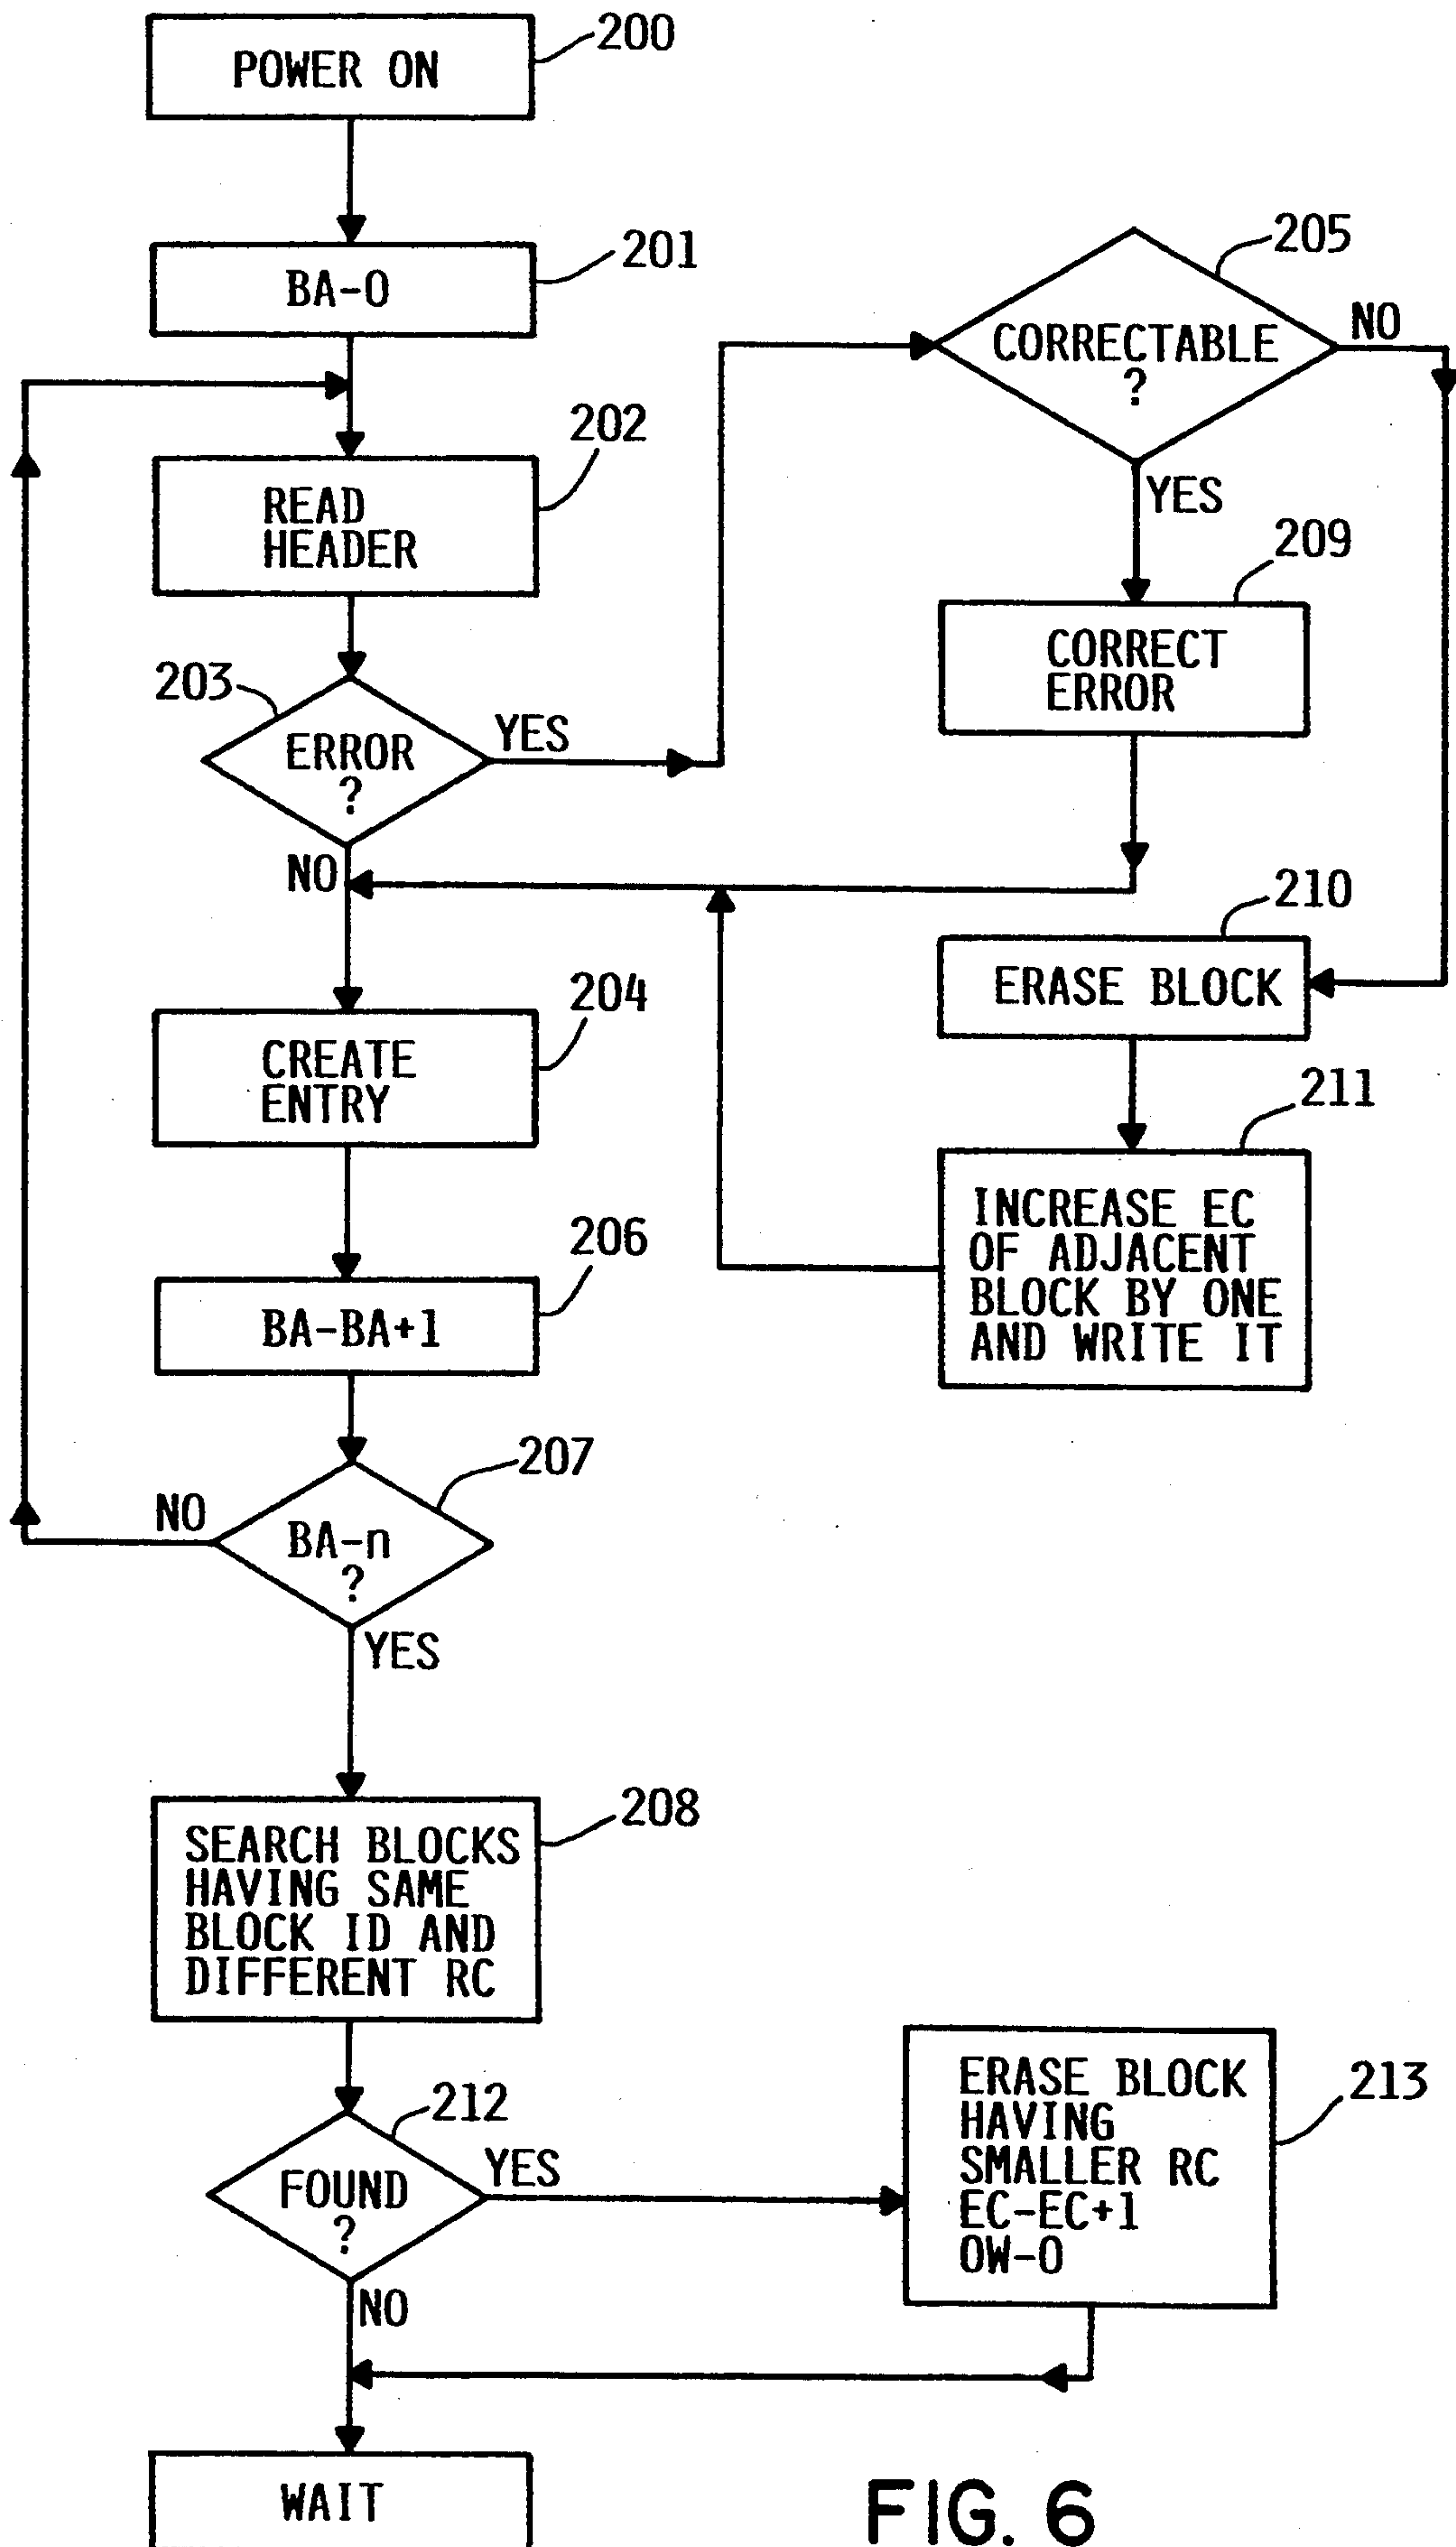 POWER ON
200
BA-0
201
READ
HEADER
202
ERROR
?
203
YES
NO
CORRECTABLE
?
205
NO
YES
CORRECT
ERROR
209
ERASE BLOCK
210
INCREASE EC
OF ADJACENT
BLOCK BY ONE
AND WRITE IT
211
CREATE
ENTRY
204
BA-BA+1
206
BA-n
?
207
NO
YES
SEARCH BLOCKS
HAVING SAME
BLOCK ID AND
DIFFERENT RC
208
FOUND
?
212
YES
NO
ERASE BLOCK
HAVING
SMALLER RC
EC-EC+1
OW-0
213
WAIT
FIG. 6